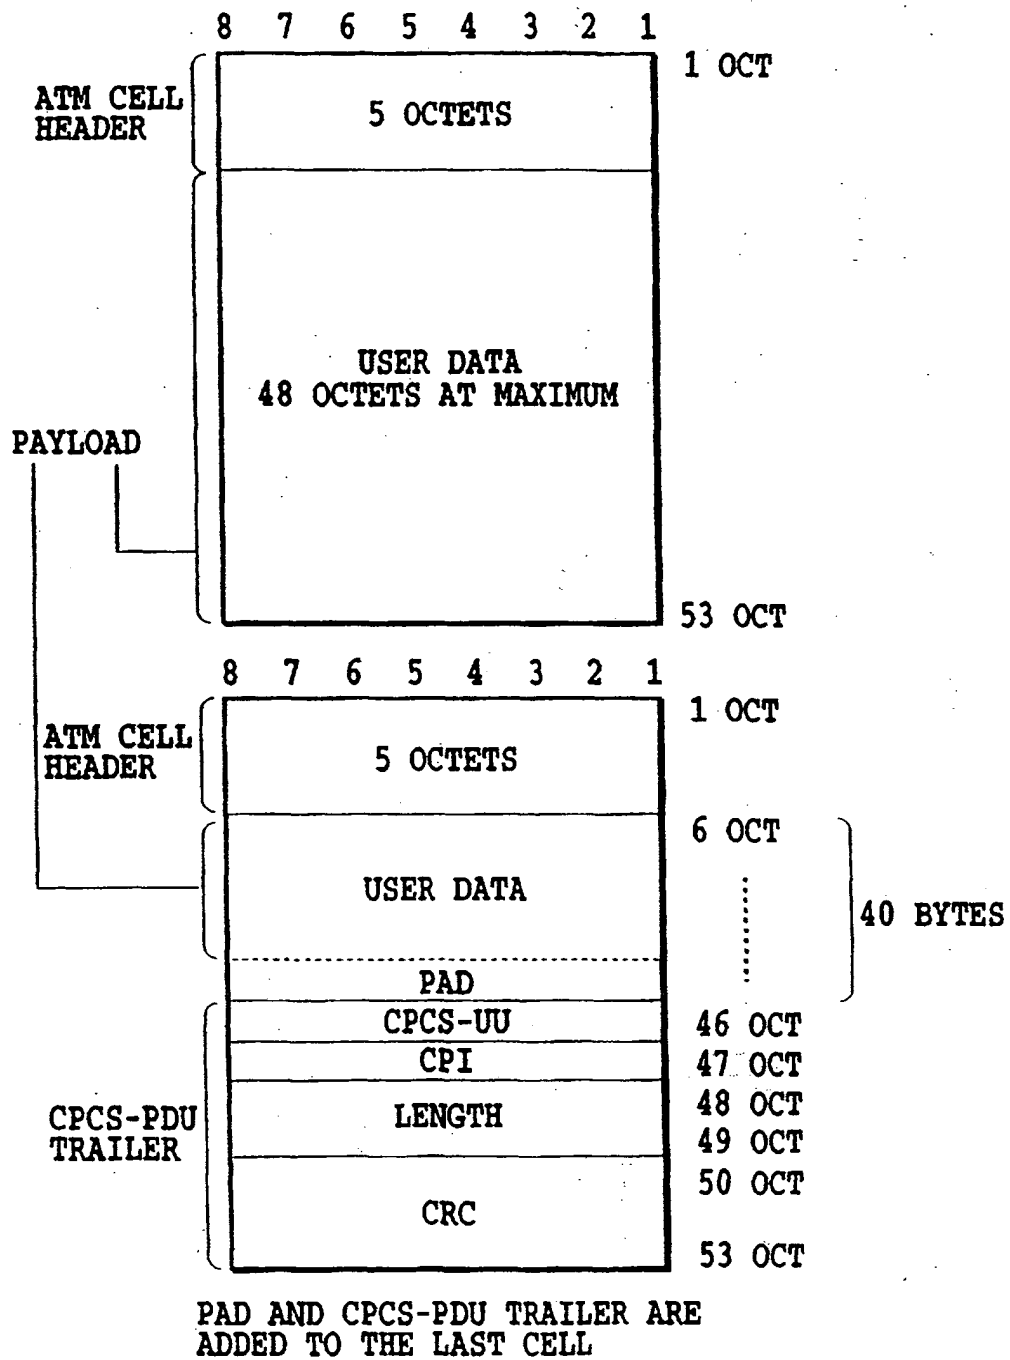 8 7 6 5 4 3 2 1
1 OCT
ATM CELL
HEADER
5 OCTETS
USER DATA
48 OCTETS AT MAXIMUM
PAYLOAD
53 OCT
8 7 6 5 4 3 2 1
1 OCT
ATM CELL
HEADER
5 OCTETS
6 OCT
USER DATA
40 BYTES
PAD
CPCS-UU
46 OCT
CPI
47 OCT
CPCS-PDU
TRAILER
LENGTH
48 OCT
49 OCT
50 OCT
CRC
53 OCT
PAD AND CPCS-PDU TRAILER ARE
ADDED TO THE LAST CELL